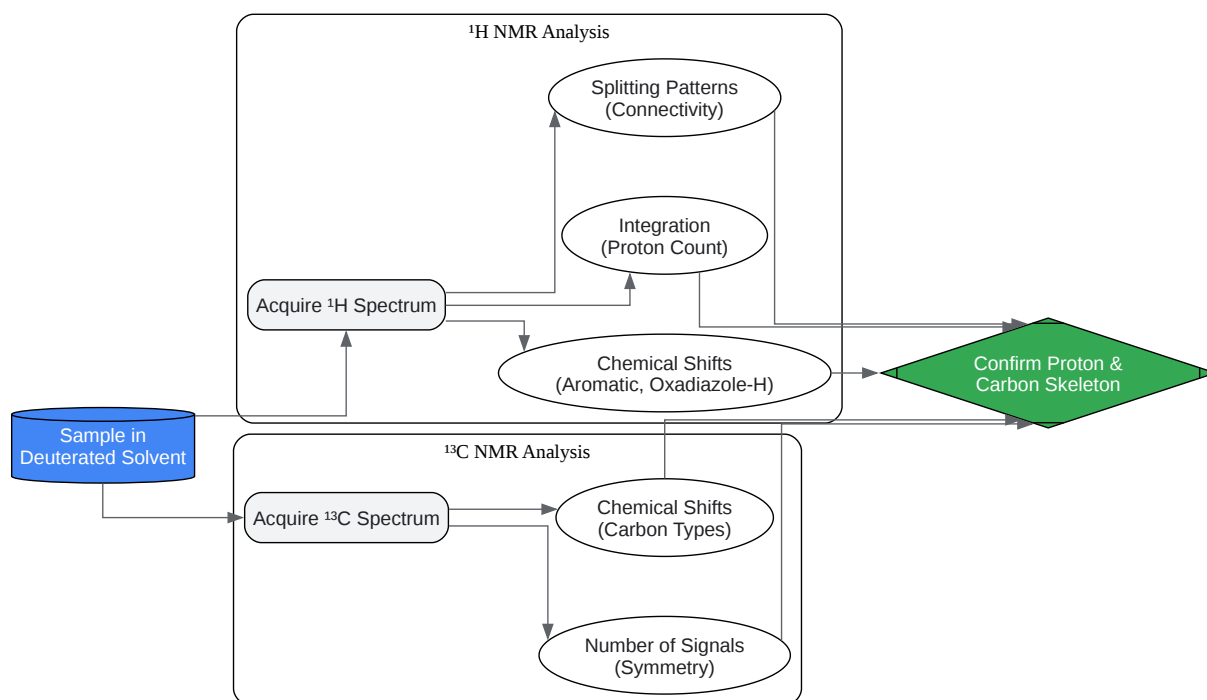 ¹H NMR Analysis
Splitting Patterns
(Connectivity)
Integration
(Proton Count)
Acquire ¹H Spectrum
Chemical Shifts
(Aromatic, Oxadiazole-H)
Confirm Proton &
Carbon Skeleton
Sample in
Deuterated Solvent
¹³C NMR Analysis
Acquire ¹³C Spectrum
Chemical Shifts
(Carbon Types)
Number of Signals
(Symmetry)